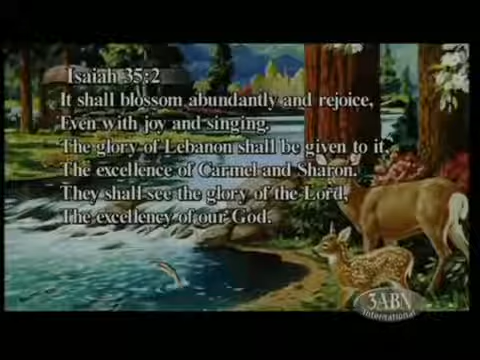 Isaiah 35:2
It shall blossom abundantly and rejoice,
Even with joy and singing.
The glory of Lebanon shall be given to it,
The excellence of Carmel and Sharon.
They shall see the glory of the Lord,
The excellency of our God.
3ABN
International